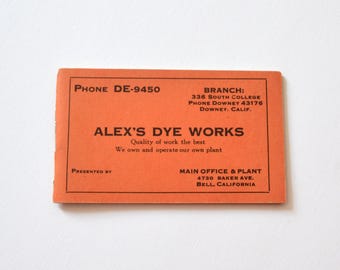 Phone DE-9450
BRANCH:
336 South College
Phone Downey 43176
Downey, Calif.
ALEX'S DYE WORKS
Quality of work the best
We own and operate our own plant
Presented by
MAIN OFFICE & PLANT
4730 Baker Ave.
Bell, California